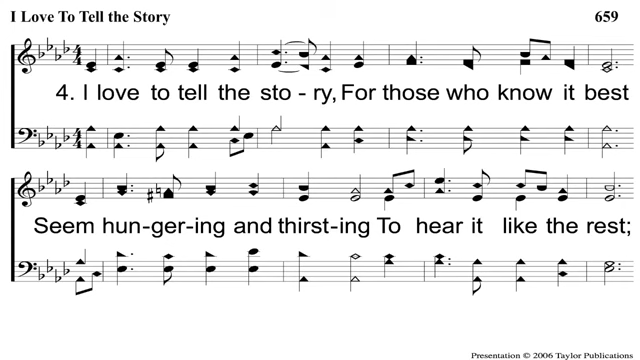 I Love To Tell the Story 659
4. I love to tell the sto - ry, For those who know it best
Seem hun-ger-ing and thirst-ing To hear it like the rest;
Presentation © 2006 Taylor Publications